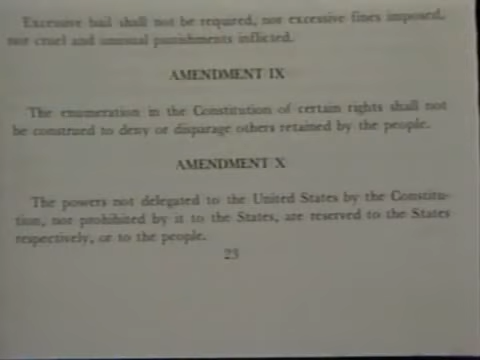 Excessive bail shall not be required, nor excessive fines imposed,
nor cruel and unusual punishments inflicted.
AMENDMENT IX
The enumeration in the Constitution of certain rights shall not
be construed to deny or disparage others retained by the people.
AMENDMENT X
The powers not delegated to the United States by the Constitu-
tion, nor prohibited by it to the States, are reserved to the States
respectively, or to the people.
23